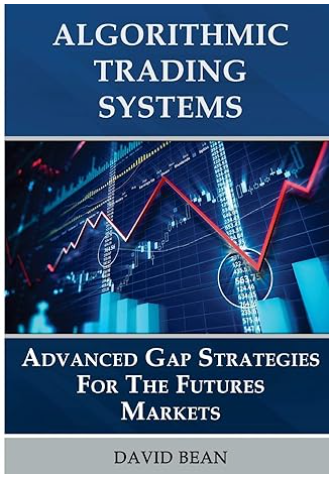 ALGORITHMIC
TRADING
SYSTEMS
ADVANCED GAP STRATEGIES
FOR THE FUTURES
MARKETS
DAVID BEAN